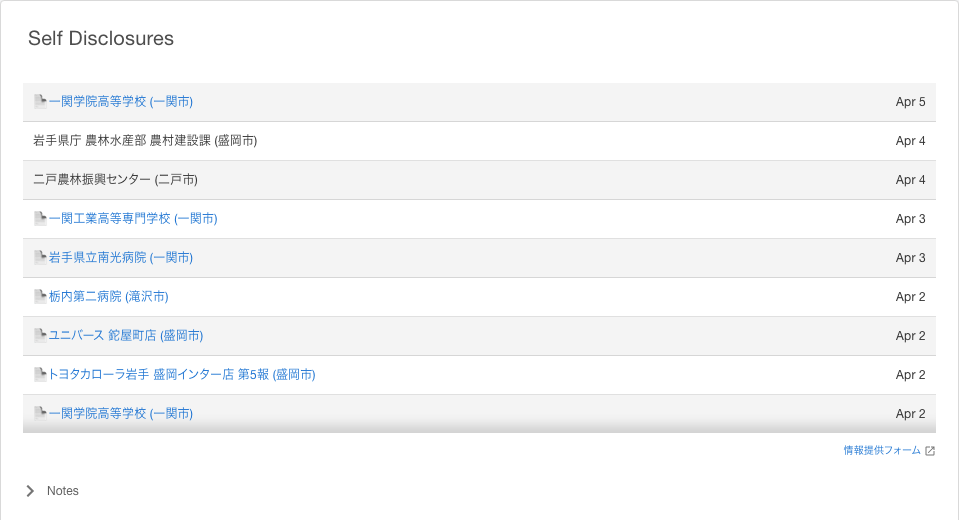 Self Disclosures
一関学院高等学校 (一関市) Apr 5
岩手県庁 農林水産部 農村建設課 (盛岡市) Apr 4
二戸農林振興センター (二戸市) Apr 4
一関工業高等専門学校 (一関市) Apr 3
岩手県立南光病院 (一関市) Apr 3
栃内第二病院 (滝沢市) Apr 2
ユニバース 鉈屋町店 (盛岡市) Apr 2
トヨタカローラ岩手 盛岡インター店 第5報 (盛岡市) Apr 2
一関学院高等学校 (一関市) Apr 2
情報提供フォーム
Notes